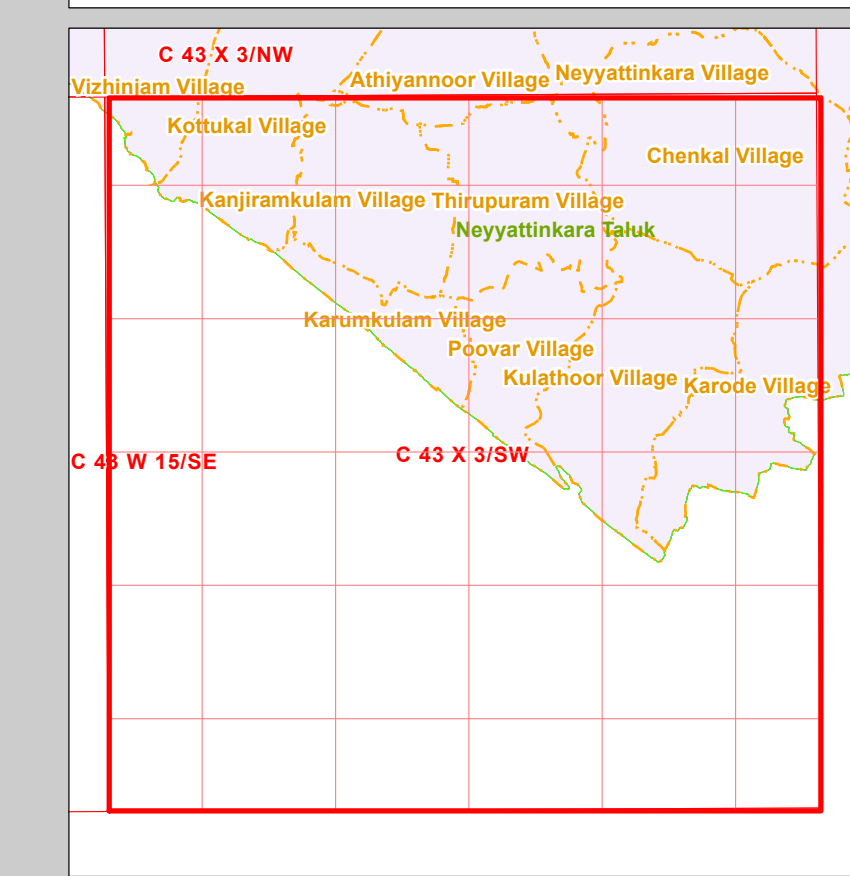 C 43 X 3/NW
Vizhinjam Village
Athiyannoor Village
Neyyattinkara Village
Kottukal Village
Chenkal Village
Kanjiramkulam Village
Thirupuram Village
Neyyattinkara Taluk
Karumkulam Village
Poovar Village
Kulathoor Village
Karode Village
C 43 W 15/SE
C 43 X 3/SW